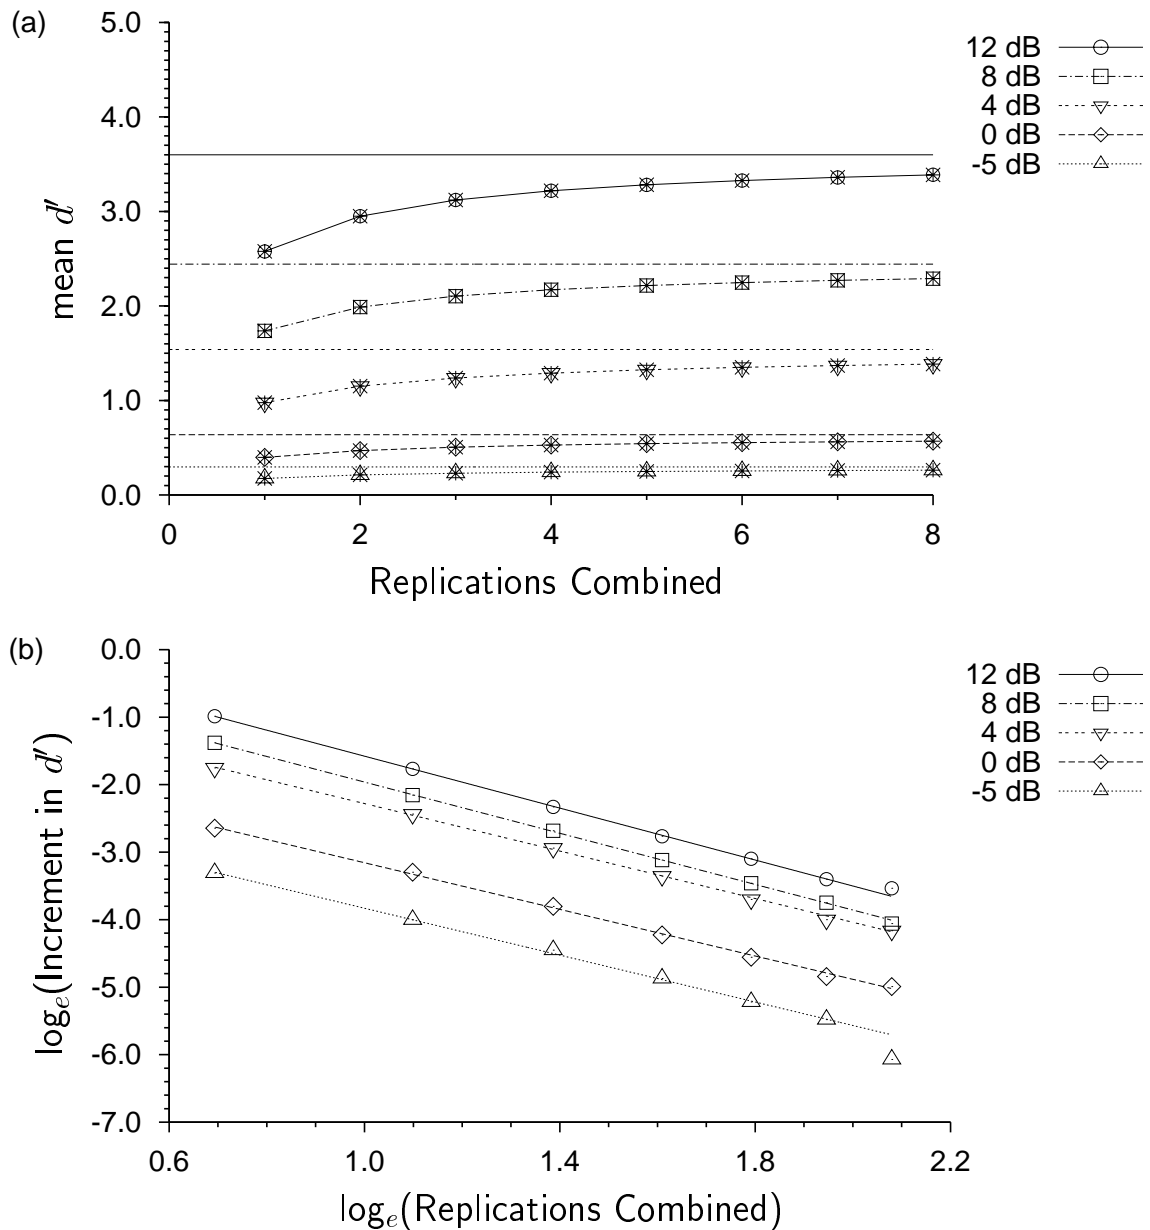 (a)
5.0
4.0
3.0
2.0
1.0
0.0
mean d′
0 2 4 6 8
Replications Combined
12 dB
8 dB
4 dB
0 dB
-5 dB
(b)
0.0
-1.0
-2.0
-3.0
-4.0
-5.0
-6.0
-7.0
logₑ(Increment in d′)
0.6 1.0 1.4 1.8 2.2
logₑ(Replications Combined)
12 dB
8 dB
4 dB
0 dB
-5 dB